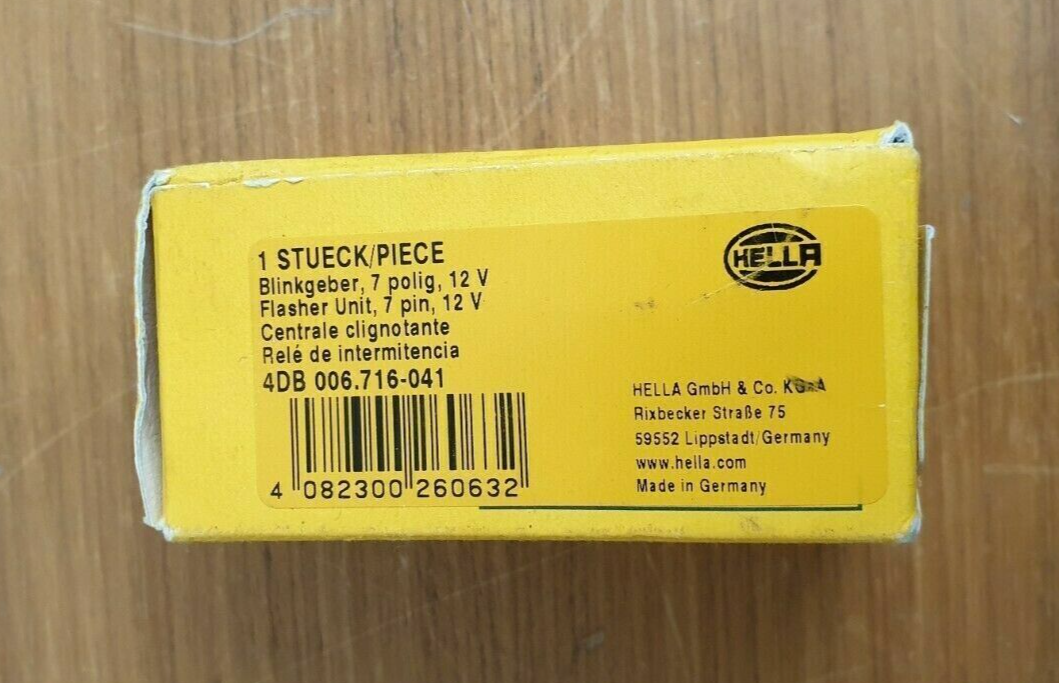 1 STUECK/PIECE
Blinkgeber, 7 polig, 12 V
Flasher Unit, 7 pin, 12 V
Centrale clignotante
Relé de intermitencia
4DB 006.716-041
4 082300 260632
HELLA
HELLA GmbH & Co. KGaA
Rixbecker Straße 75
59552 Lippstadt/Germany
www.hella.com
Made in Germany